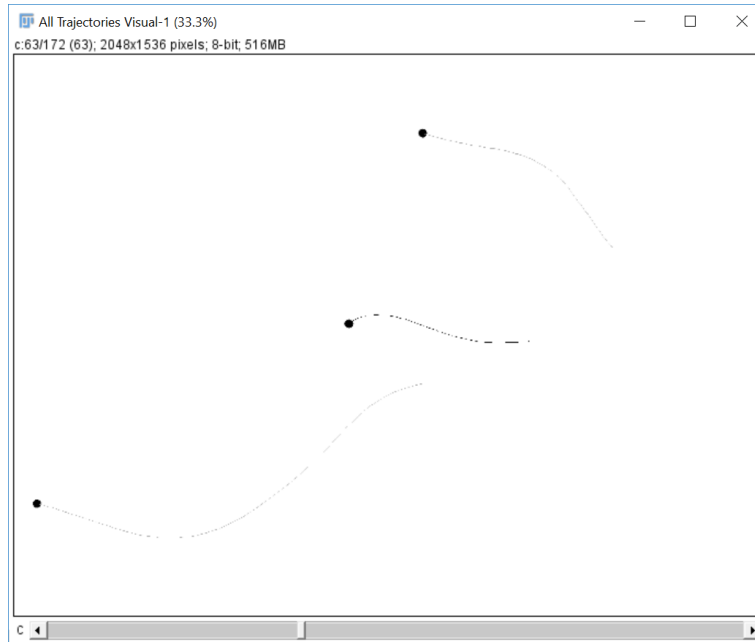 All Trajectories Visual-1 (33.3%)
c:63/172 (63); 2048x1536 pixels; 8-bit; 516MB
C